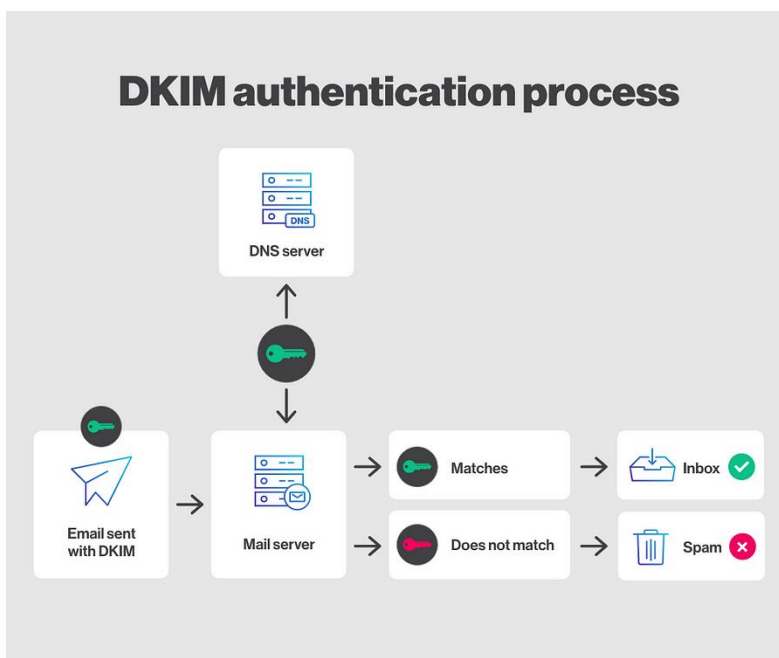 DKIM authentication process
DNS
DNS server
Email sent
with DKIM
Mail server
Matches
Inbox
Does not match
Spam